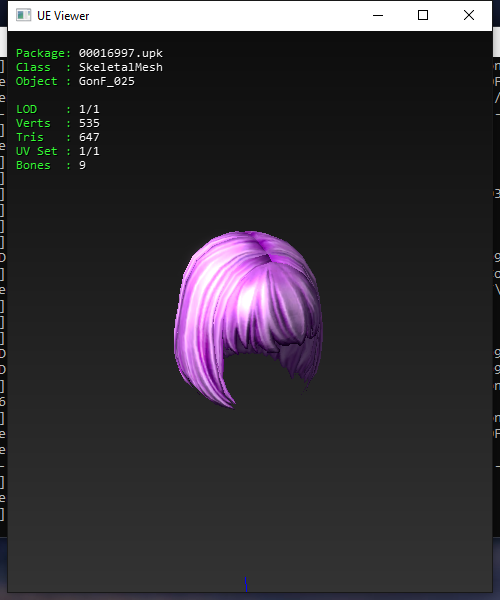 UE Viewer
Package: 00016997.upk
Class : SkeletalMesh
Object : GonF_025
LOD : 1/1
Verts : 535
Tris : 647
UV Set : 1/1
Bones : 9